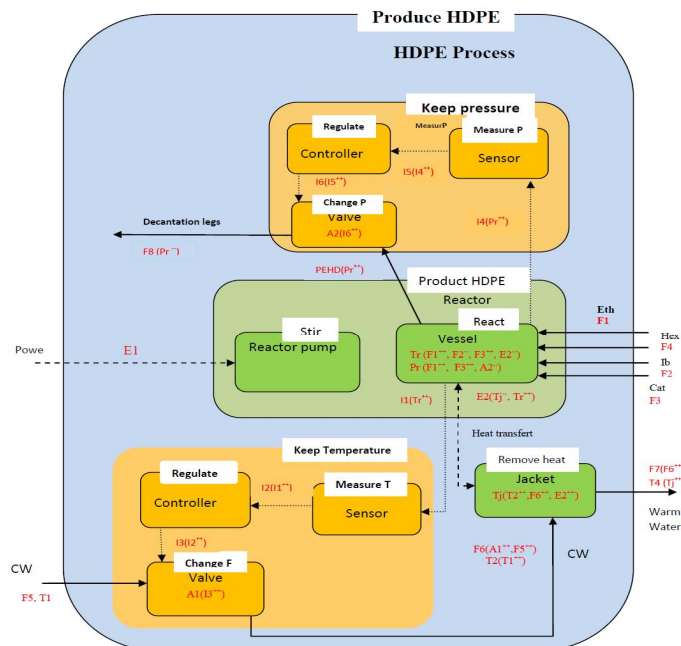 Produce HDPE
HDPE Process
Keep pressure
Regulate
MeasurP
Measure P
Controller
Sensor
I5(I4⁺⁺)
I6(I5⁺⁺)
Change P
Valve
A2(I6⁺⁺)
I4(Pr⁺⁺)
Decantation legs
F8 (Pr⁻)
PEHD(Pr⁺⁺)
Product HDPE
Reactor
Stir
Reactor pump
React
Vessel
Tr (F1⁺⁺, F2⁻, F3⁺⁺, E2⁻)
Pr (F1⁺⁺, F3⁺⁺, A2⁻)
Eth
F1
Hex
F4
Ib
F2
Cat
F3
Powe
E1
I1(Tr⁺⁺)
E2(Tj⁻, Tr⁺⁺)
Heat transfert
Keep Temperature
Regulate
Controller
I2(I1⁺⁺)
Measure T
Sensor
I3(I2⁺⁺)
Change F
Valve
A1(I3⁺⁺)
CW
F5, T1
Remove heat
Jacket
Tj(T2⁺⁺,F6⁻, E2⁺⁺)
F7(F6⁺⁺
T4 (Tj⁺⁺
Warm
Water
F6(A1⁺⁺,F5⁺⁺)
T2(T1⁺⁺)
CW